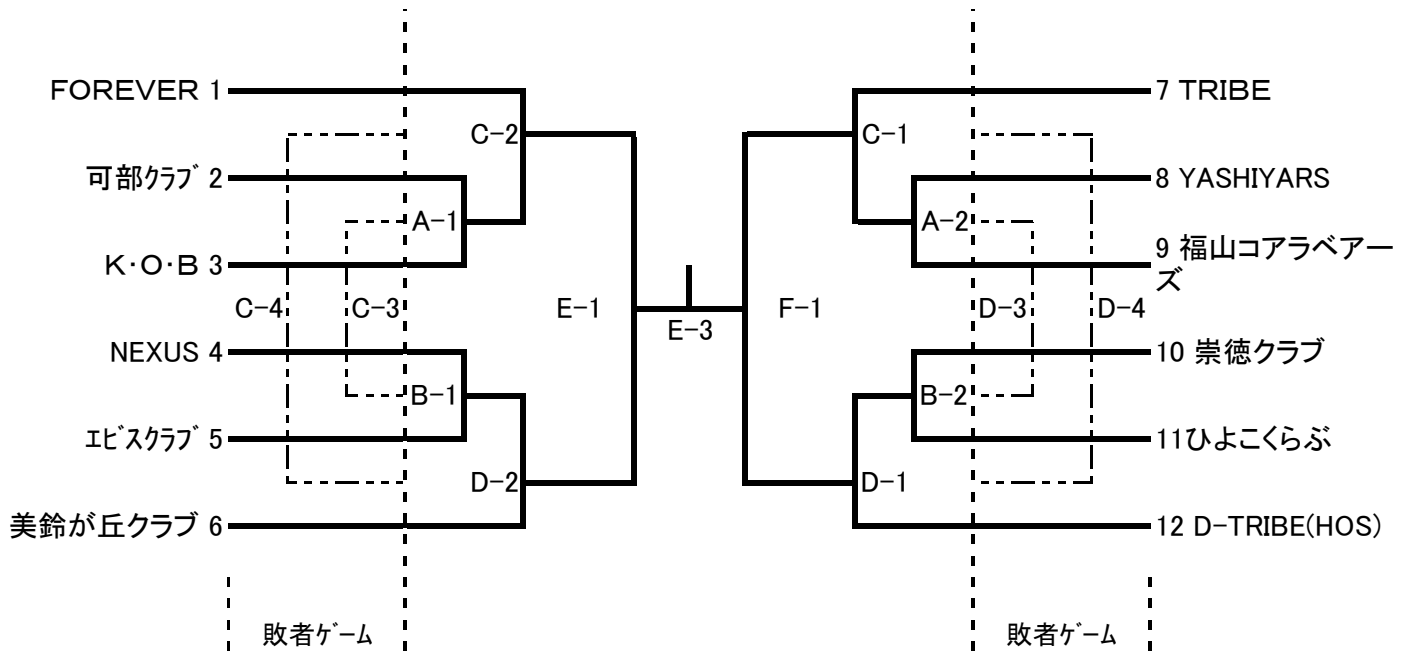 FOREVER 1
7 TRIBE
C-2
C-1
可部ｸﾗﾌﾞ 2
8 YASHIYARS
A-1
A-2
K・O・B 3
9 福山コアラベアー
ズ
C-4
C-3
E-1
E-3
F-1
D-3
D-4
NEXUS 4
10 崇徳クラブ
B-1
B-2
ｴﾋﾞｽｸﾗﾌﾞ 5
11ひよこくらぶ
D-2
D-1
美鈴が丘クラブ 6
12 D-TRIBE(HOS)
敗者ｹﾞｰﾑ
敗者ｹﾞｰﾑ